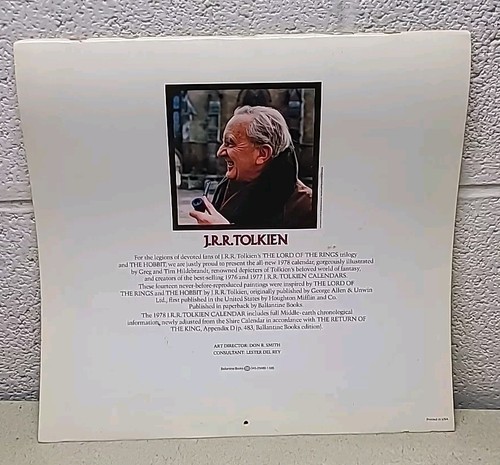 J.R.R. TOLKIEN
For the legions of devoted fans of J.R.R. Tolkien's THE LORD OF THE RINGS trilogy
and THE HOBBIT, we are justly proud to present the all-new 1978 calendar, gorgeously illustrated
by Greg and Tim Hildebrandt, renowned depicters of Tolkien's beloved world of fantasy,
and creators of the best-selling 1976 and 1977 J.R.R. TOLKIEN CALENDARS.
These fourteen never-before-reproduced paintings were inspired by THE LORD OF
THE RINGS and THE HOBBIT by J.R.R. Tolkien, originally published by George Allen & Unwin
Ltd., first published in the United States by Houghton Mifflin and Co.
Published in paperback by Ballantine Books.
The 1978 J.R.R. TOLKIEN CALENDAR includes full Middle-earth chronological
information, newly adjusted from the Shire Calendar in accordance with THE RETURN OF
THE KING, Appendix D (p. 483, Ballantine Books edition)
ART DIRECTOR: DON R. SMITH
CONSULTANT: LESTER DEL REY
Ballantine Books
Printed in USA